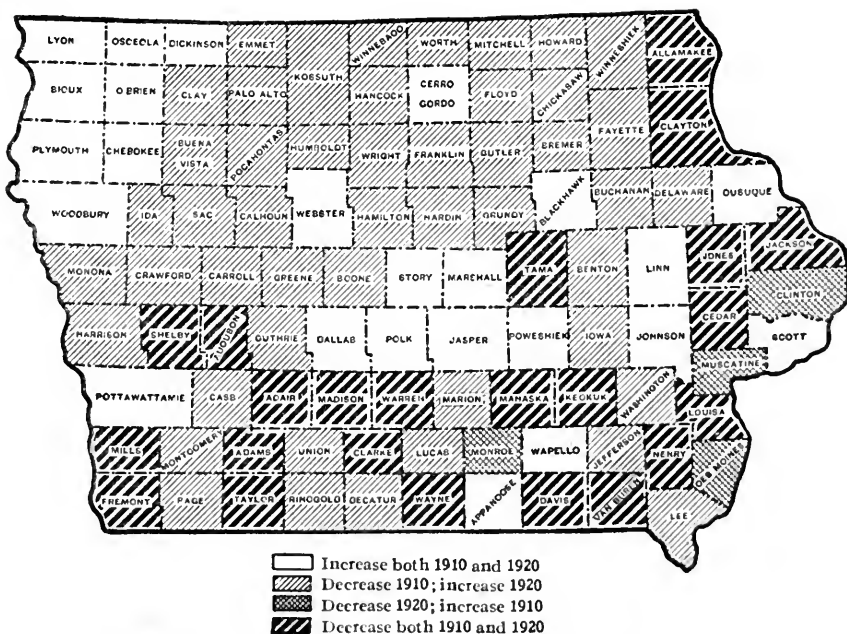 LYON OSCEOLA DICKINSON EMMET WINNEBAGO WORTH MITCHELL HOWARD WINNESHIEK ALLAMAKEE
KOSSUTH
SIOUX O'BRIEN CLAY PALO ALTO HANCOCK CERRO GORDO FLOYD CHICKASAW
PLYMOUTH CHEROKEE BUENA VISTA POCAHONTAS HUMBOLDT WRIGHT FRANKLIN BUTLER BREMER FAYETTE CLAYTON
WOODBURY IDA SAC CALHOUN WEBSTER HAMILTON HARDIN GRUNDY BLACKHAWK BUCHANAN DELAWARE DUBUQUE
MONONA CRAWFORD CARROLL GREENE BOONE STORY MARSHALL TAMA BENTON LINN JONES JACKSON
CLINTON
HARRISON SHELBY AUDUBON GUTHRIE DALLAS POLK JASPER POWESHIEK IOWA JOHNSON CEDAR SCOTT
MUSCATINE
POTTAWATTAMIE CASS ADAIR MADISON WARREN MARION MAHASKA KEOKUK WASHINGTON LOUISA
MILLS MONTGOMERY ADAMS UNION CLARKE LUCAS MONROE WAPELLO JEFFERSON HENRY DES MOINES
FREMONT PAGE TAYLOR RINGGOLD DECATUR WAYNE APPANOOSE DAVIS VAN BUREN LEE
Increase both 1910 and 1920
Decrease 1910; increase 1920
Decrease 1920; increase 1910
Decrease both 1910 and 1920